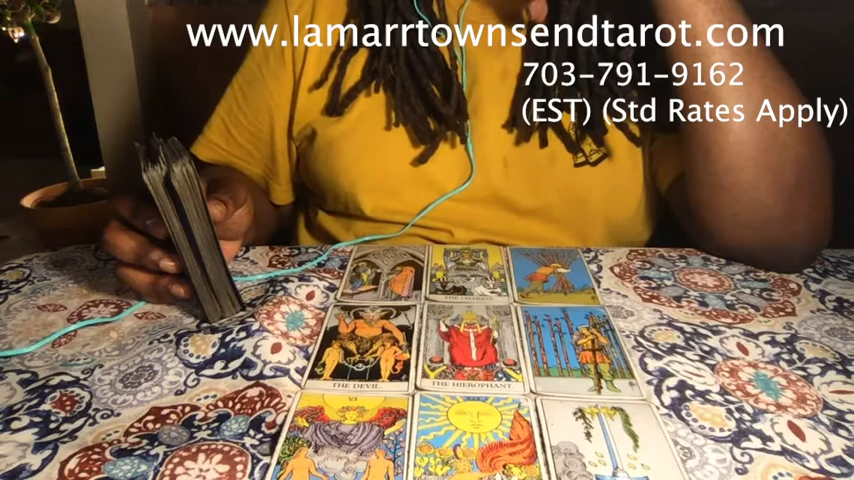 www.lamarrtownsendtarot.com
703-791-9162
(EST) (Std Rates Apply)
THE CHARIOT
THE DEVIL
THE HIEROPHANT
VI